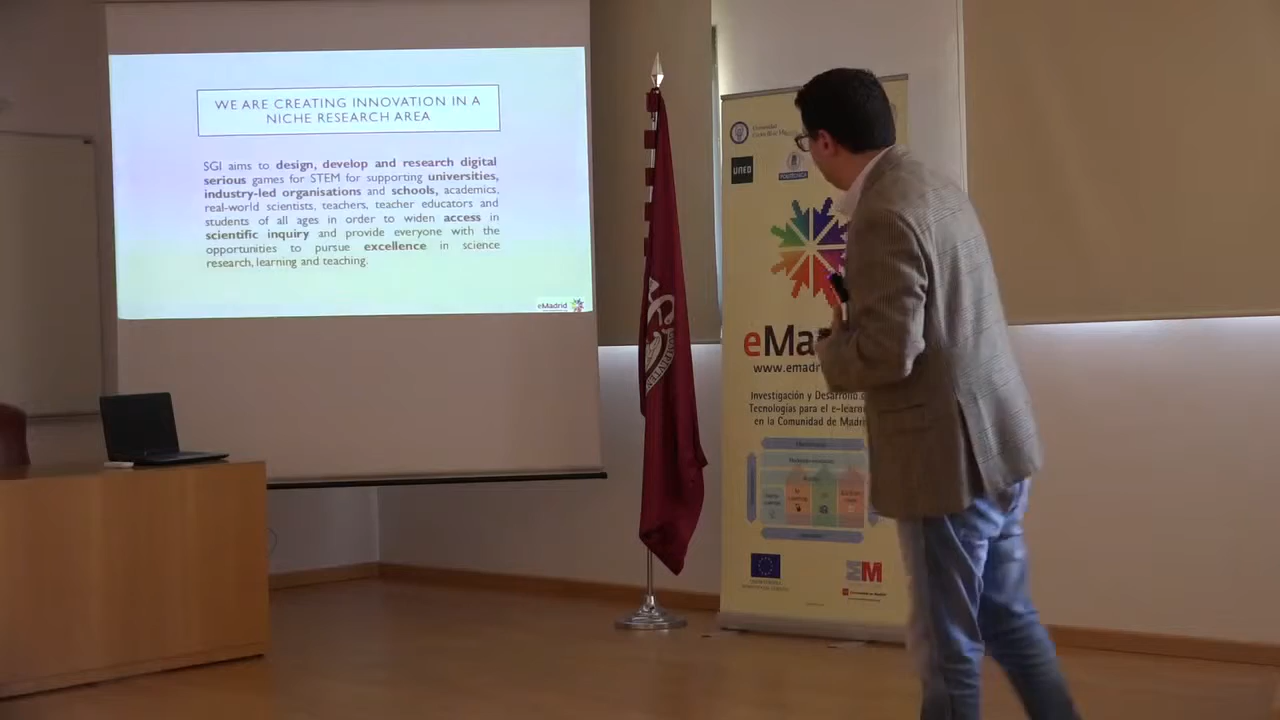 WE ARE CREATING INNOVATION IN A
NICHE RESEARCH AREA
SGI aims to design, develop and research digital
serious games for STEM for supporting universities,
industry-led organisations and schools, academics,
real-world scientists, teachers, teacher educators and
students of all ages in order to widen access in
scientific inquiry and provide everyone with the
opportunities to pursue excellence in science
research, learning and teaching.
eMadrid
Universidad
UNED
POLITÉCNICA
eMa
www.emadr
Investigación y Desarrollo
Tecnologías para el e-learn
en la Comunidad de Madri
M